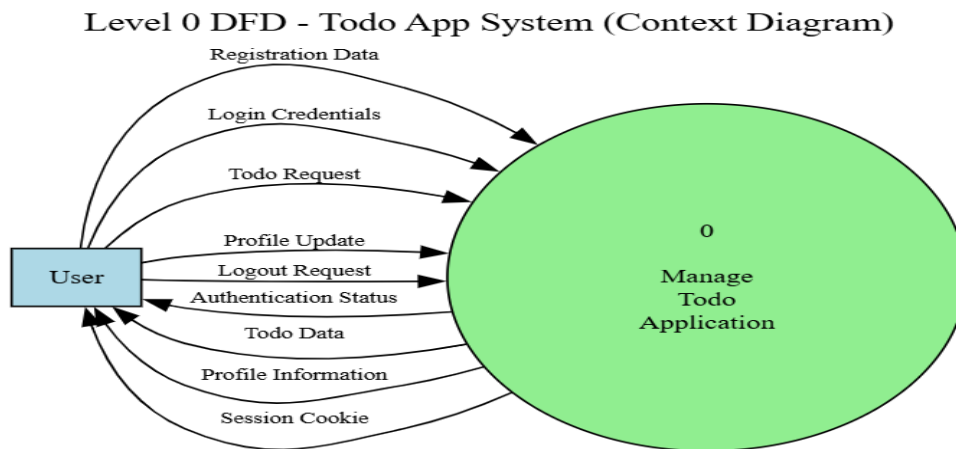 Level 0 DFD - Todo App System (Context Diagram)
Registration Data
Login Credentials
Todo Request
Profile Update
Logout Request
Authentication Status
Todo Data
Profile Information
Session Cookie
User
0
Manage
Todo
Application